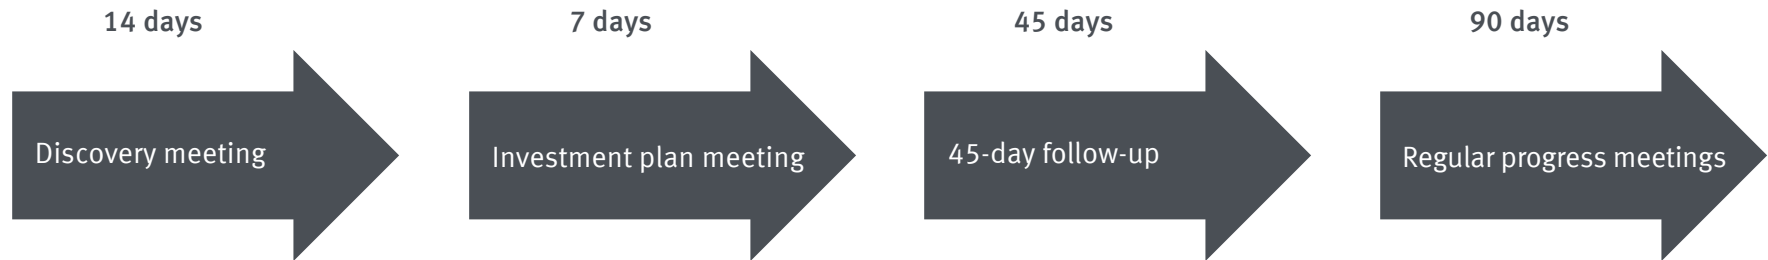 14 days
7 days
45 days
90 days
Discovery meeting
Investment plan meeting
45-day follow-up
Regular progress meetings